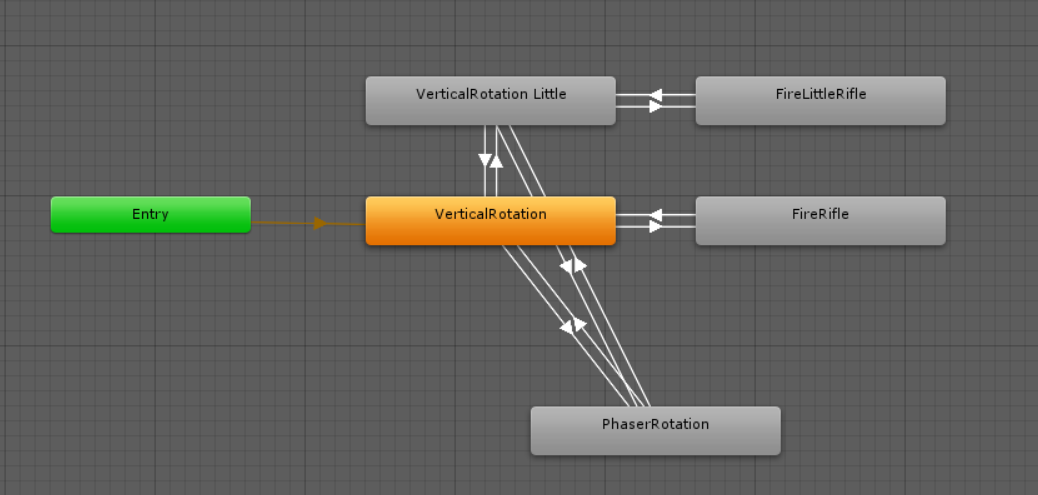 VerticalRotation Little
FireLittleRifle
Entry
VerticalRotation
FireRifle
PhaserRotation